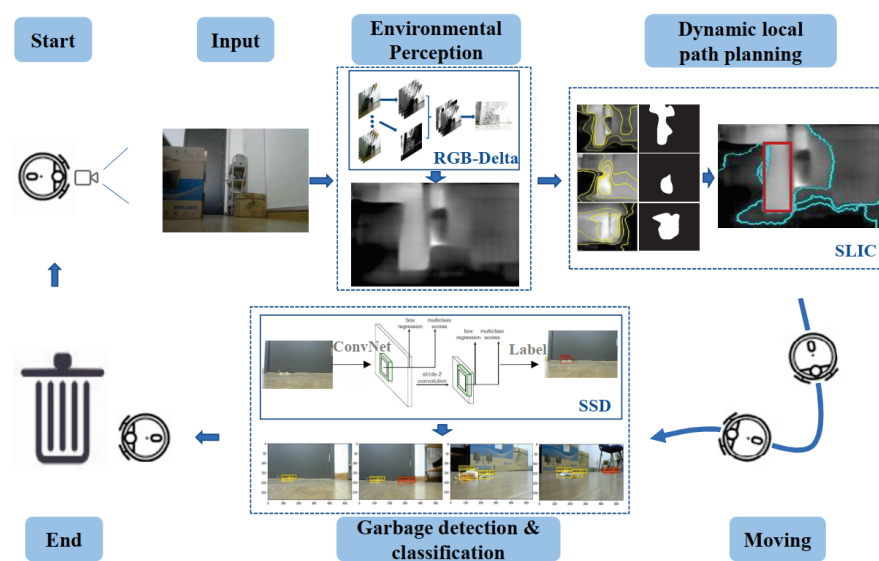 Start
Input
Environmental
Perception
Dynamic local
path planning
RGB-Delta
SLIC
box
regression
multiclass
scores
box
regression
multiclass
scores
ConvNet
Label
stride 2
convolution
SSD
Garbage detection &
classification
End
Moving